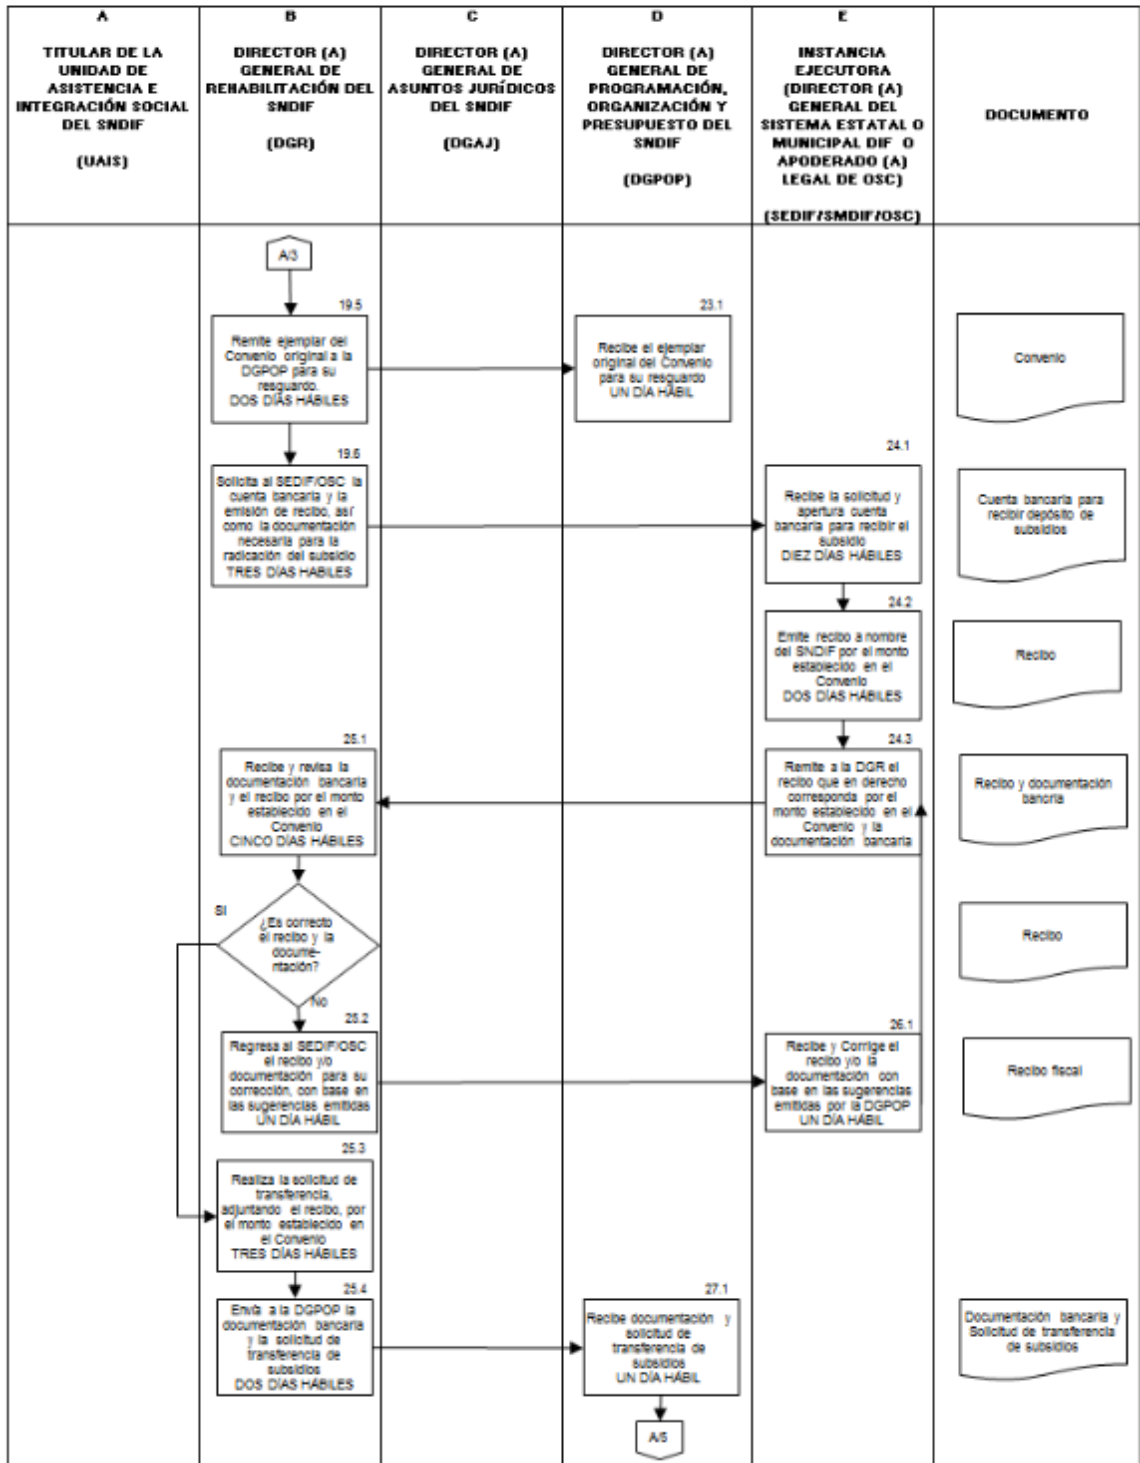 A
TITULAR DE LA
UNIDAD DE
ASISTENCIA E
INTEGRACIÓN SOCIAL
DEL SNDIF
(UAIS)
B
DIRECTOR (A)
GENERAL DE
REHABILITACIÓN DEL
SNDIF
(DGR)
C
DIRECTOR (A)
GENERAL DE
ASUNTOS JURÍDICOS
DEL SNDIF
(DGAJ)
D
DIRECTOR (A)
GENERAL DE
PROGRAMACIÓN,
ORGANIZACIÓN Y
PRESUPUESTO DEL
SNDIF
(DGPOP)
E
INSTANCIA
EJECUTORA
(DIRECTOR (A)
GENERAL DEL
SISTEMA ESTATAL O
MUNICIPAL DIF O
APODERADO (A)
LEGAL DE OSC)
(SEDIF/SMDIF/OSC)
DOCUMENTO
A/3
19.5
Remite ejemplar del
Convenio original a la
DGPOP para su
resguardo.
DOS DÍAS HÁBILES
23.1
Recibe el ejemplar
original del Convenio
para su resguardo
UN DÍA HÁBIL
Convenio
19.6
Solicita al SEDIF/OSC la
cuenta bancaria y la
emisión de recibo, así
como la documentación
necesaria para la
radicación del subsidio
TRES DÍAS HÁBILES
24.1
Recibe la solicitud y
apertura cuenta
bancaria para recibir el
subsidio
DIEZ DÍAS HÁBILES
Cuenta bancaria para
recibir depósito de
subsidios
24.2
Emite recibo a nombre
del SNDIF por el monto
establecido en el
Convenio
DOS DÍAS HÁBILES
Recibo
25.1
Recibe y revisa la
documentación bancaria
y el recibo por el monto
establecido en el
Convenio
CINCO DÍAS HÁBILES
24.3
Remite a la DGR el
recibo que en derecho
corresponda por el
monto establecido en el
Convenio y la
documentación bancaria
Recibo y documentación
bancria
SI
¿Es correcto
el recibo y la
docume-
ntación?
No
Recibo
25.2
Regresa al SEDIF/OSC
el recibo y/o
documentación para su
corrección, con base en
las sugerencias emitidas
UN DÍA HÁBIL
26.1
Recibe y Corrige el
recibo y/o la
documentación con
base en las sugerencias
emitidas por la DGPOP
UN DÍA HÁBIL
Recibo fiscal
25.3
Realiza la solicitud de
transferencia,
adjuntando el recibo, por
el monto establecido en
el Convenio
TRES DÍAS HÁBILES
25.4
Envía a la DGPOP la
documentación bancaria
y la solicitud de
transferencia de
subsidios
DOS DÍAS HÁBILES
27.1
Recibe documentación y
solicitud de
transferencia de
subsidios
UN DÍA HÁBIL
Documentación bancaria y
Solicitud de transferencia
de subsidios
A/5